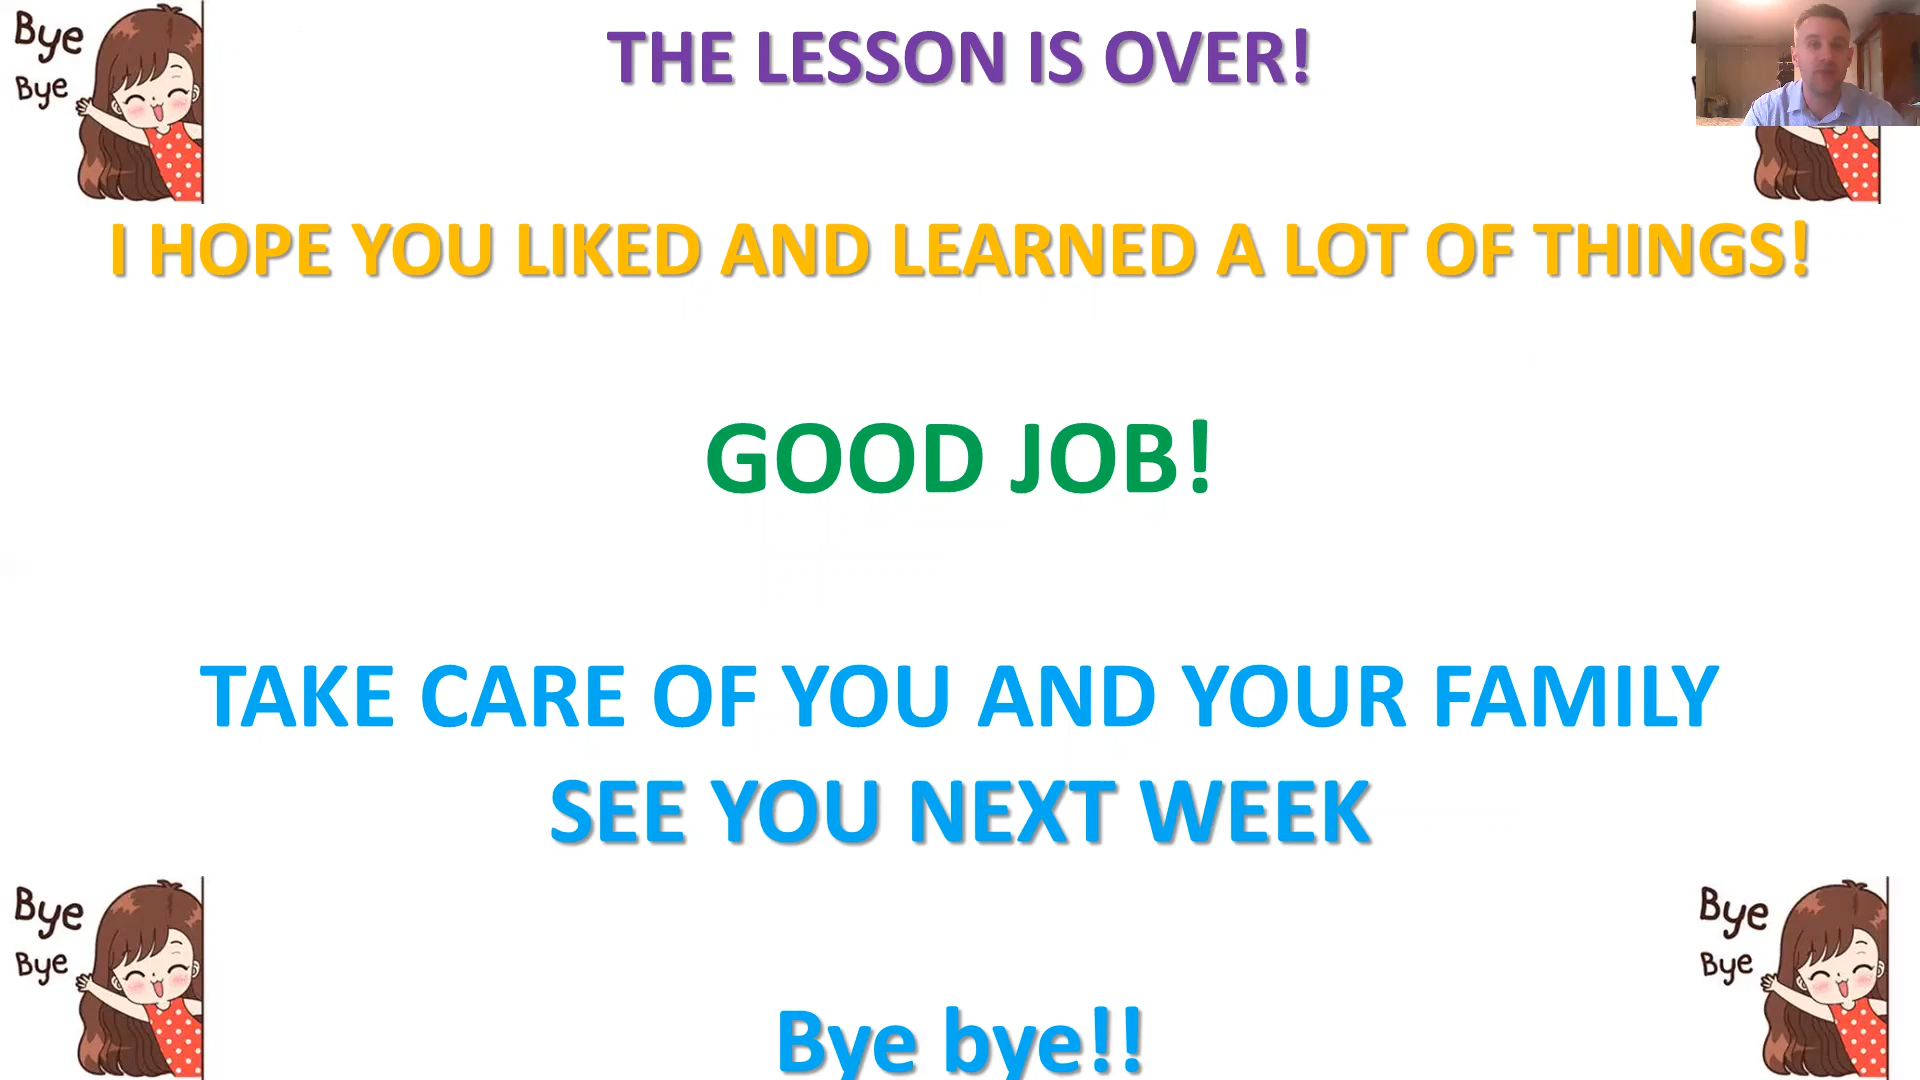 Bye
Bye
THE LESSON IS OVER!
I HOPE YOU LIKED AND LEARNED A LOT OF THINGS!
GOOD JOB!
TAKE CARE OF YOU AND YOUR FAMILY
SEE YOU NEXT WEEK
Bye
Bye
Bye
Bye
Bye bye!!